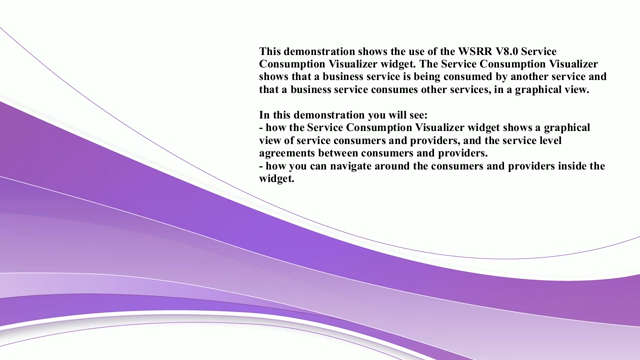 This demonstration shows the use of the WSRR V8.0 Service
Consumption Visualizer widget. The Service Consumption Visualizer
shows that a business service is being consumed by another service and
that a business service consumes other services, in a graphical view.
In this demonstration you will see:
- how the Service Consumption Visualizer widget shows a graphical
view of service consumers and providers, and the service level
agreements between consumers and providers.
- how you can navigate around the consumers and providers inside the
widget.